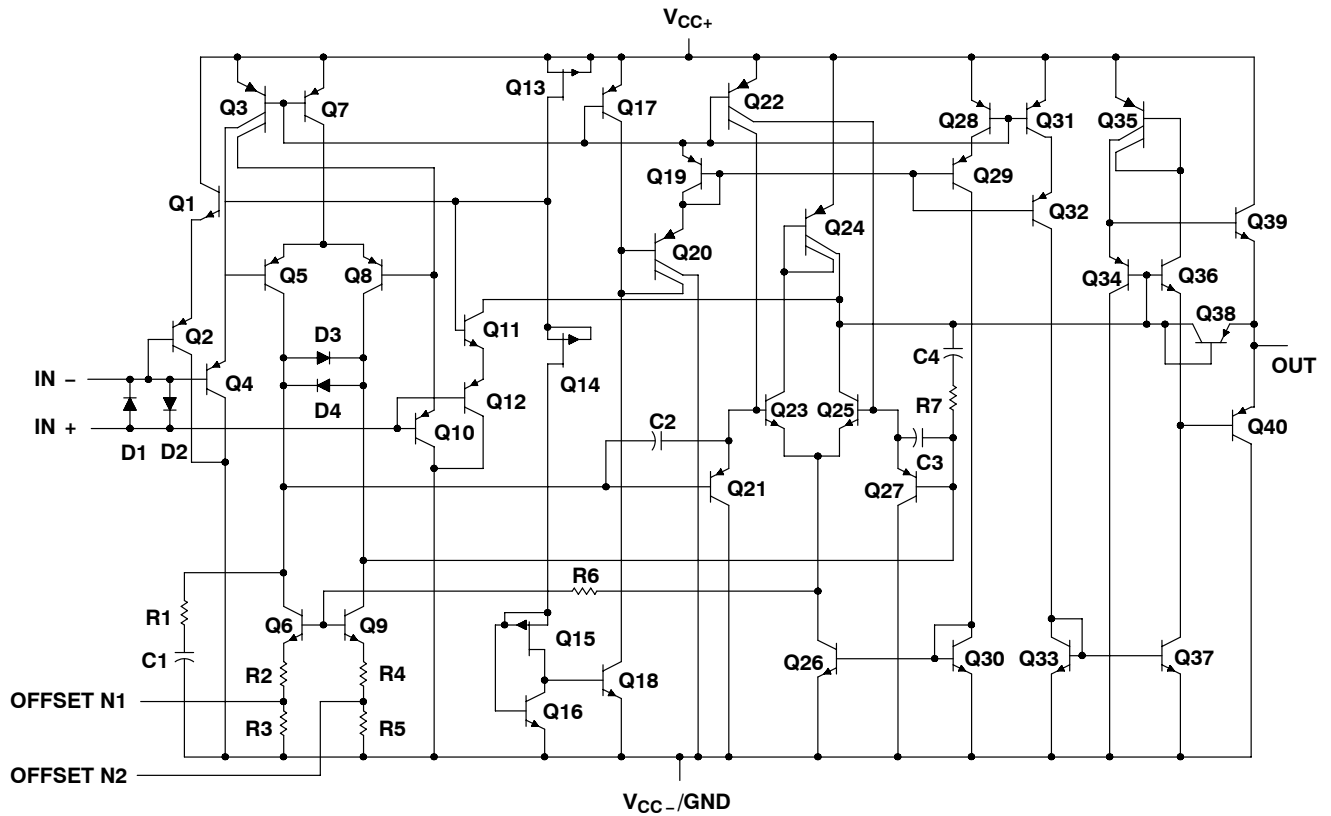 VCC+
Q3
Q7
Q13
Q17
Q22
Q28
Q31
Q35
Q1
Q19
Q29
Q32
Q39
Q20
Q24
Q5
Q8
Q34
Q36
Q2
D3
Q11
Q38
C4
Q14
OUT
IN −
Q4
D4
Q12
R7
Q23
Q25
IN +
D1
D2
Q10
C2
C3
Q40
Q21
Q27
R6
R1
Q6
Q9
Q15
C1
R2
R4
Q18
Q26
Q30
Q33
Q37
OFFSET N1
R3
R5
Q16
OFFSET N2
VCC−/GND